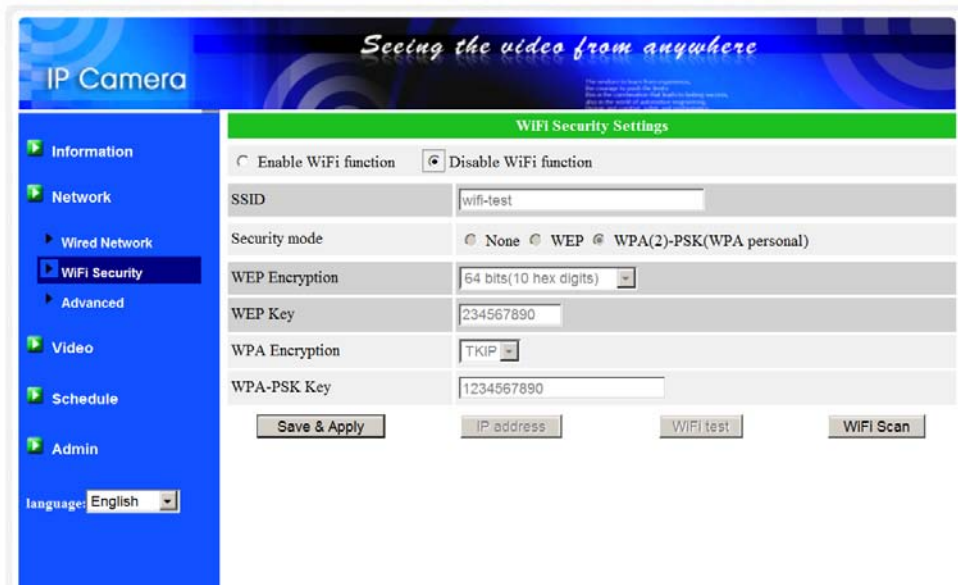 Seeing the video from anywhere
IP Camera
WiFi Security Settings
Information
Network
Wired Network
WiFi Security
Advanced
Video
Schedule
Admin
language: English
Enable WiFi function Disable WiFi function
SSID wifi-test
Security mode None WEP WPA(2)-PSK(WPA personal)
WEP Encryption 64 bits(10 hex digits)
WEP Key 234567890
WPA Encryption TKIP
WPA-PSK Key 1234567890
Save & Apply IP address WiFi test WiFi Scan